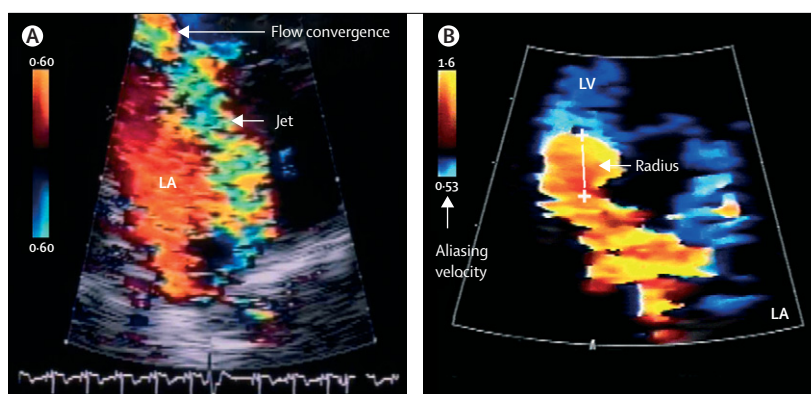 A
Flow convergence
0·60
Jet
LA
0·60
B
1·6
LV
Radius
0·53
Aliasing
velocity
LA